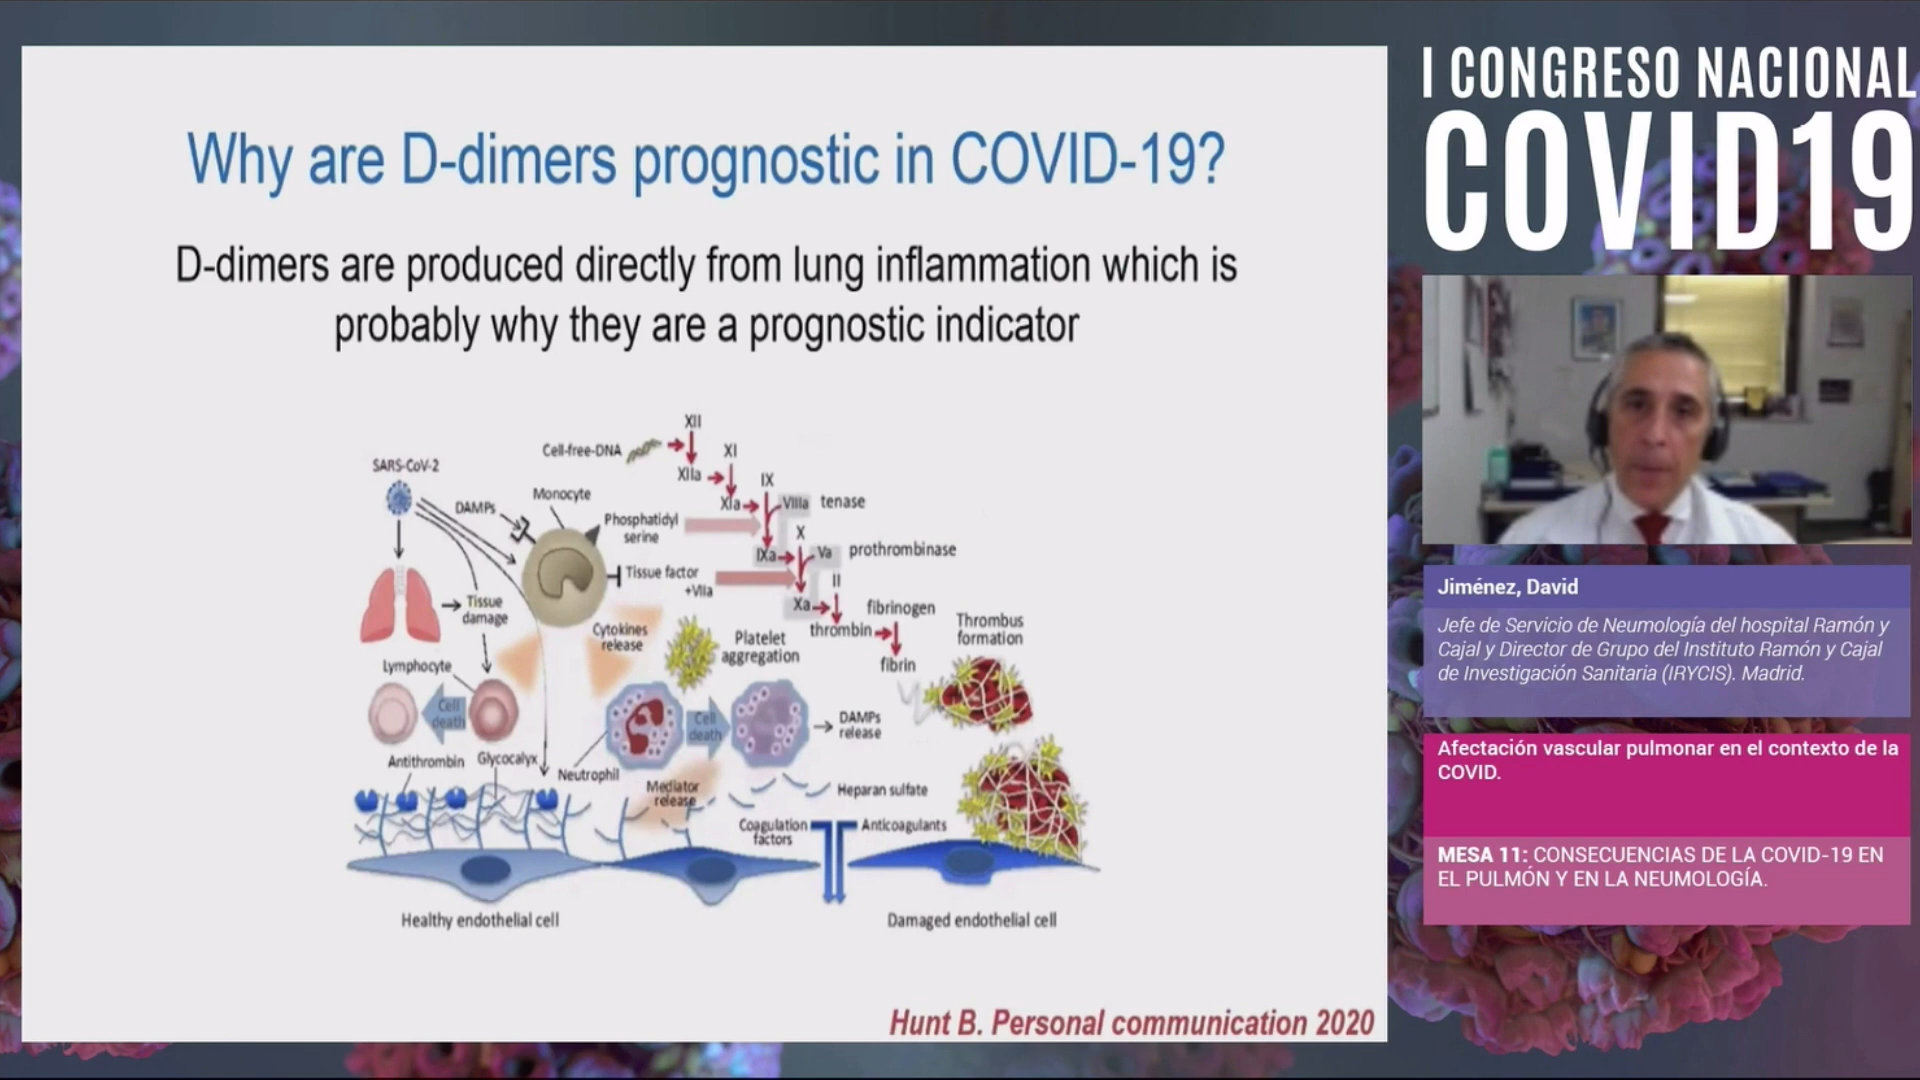 Why are D-dimers prognostic in COVID-19?
D-dimers are produced directly from lung inflammation which is
probably why they are a prognostic indicator
XII
Cell-free-DNA
XI
SARS-CoV-2
XIIa
IX
DAMPs
Monocyte
XIa
VIIIa
tenase
Phosphatidyl
serine
X
IXa
Va
prothrombinase
Tissue factor
+VIIa
II
Xa
fibrinogen
Tissue
damage
Cytokines
release
Platelet
aggregation
thrombin
Thrombus
formation
fibrin
Lymphocyte
Cell
death
Cell
death
DAMPs
release
Antithrombin
Glycocalyx
Neutrophil
Mediator
release
Heparan sulfate
Coagulation
factors
Anticoagulants
Healthy endothelial cell
Damaged endothelial cell
Hunt B. Personal communication 2020
I CONGRESO NACIONAL
COVID19
Jiménez, David
Jefe de Servicio de Neumología del hospital Ramón y
Cajal y Director de Grupo del Instituto Ramón y Cajal
de Investigación Sanitaria (IRYCIS). Madrid.
Afectación vascular pulmonar en el contexto de la
COVID.
MESA 11: CONSECUENCIAS DE LA COVID-19 EN
EL PULMÓN Y EN LA NEUMOLOGÍA.